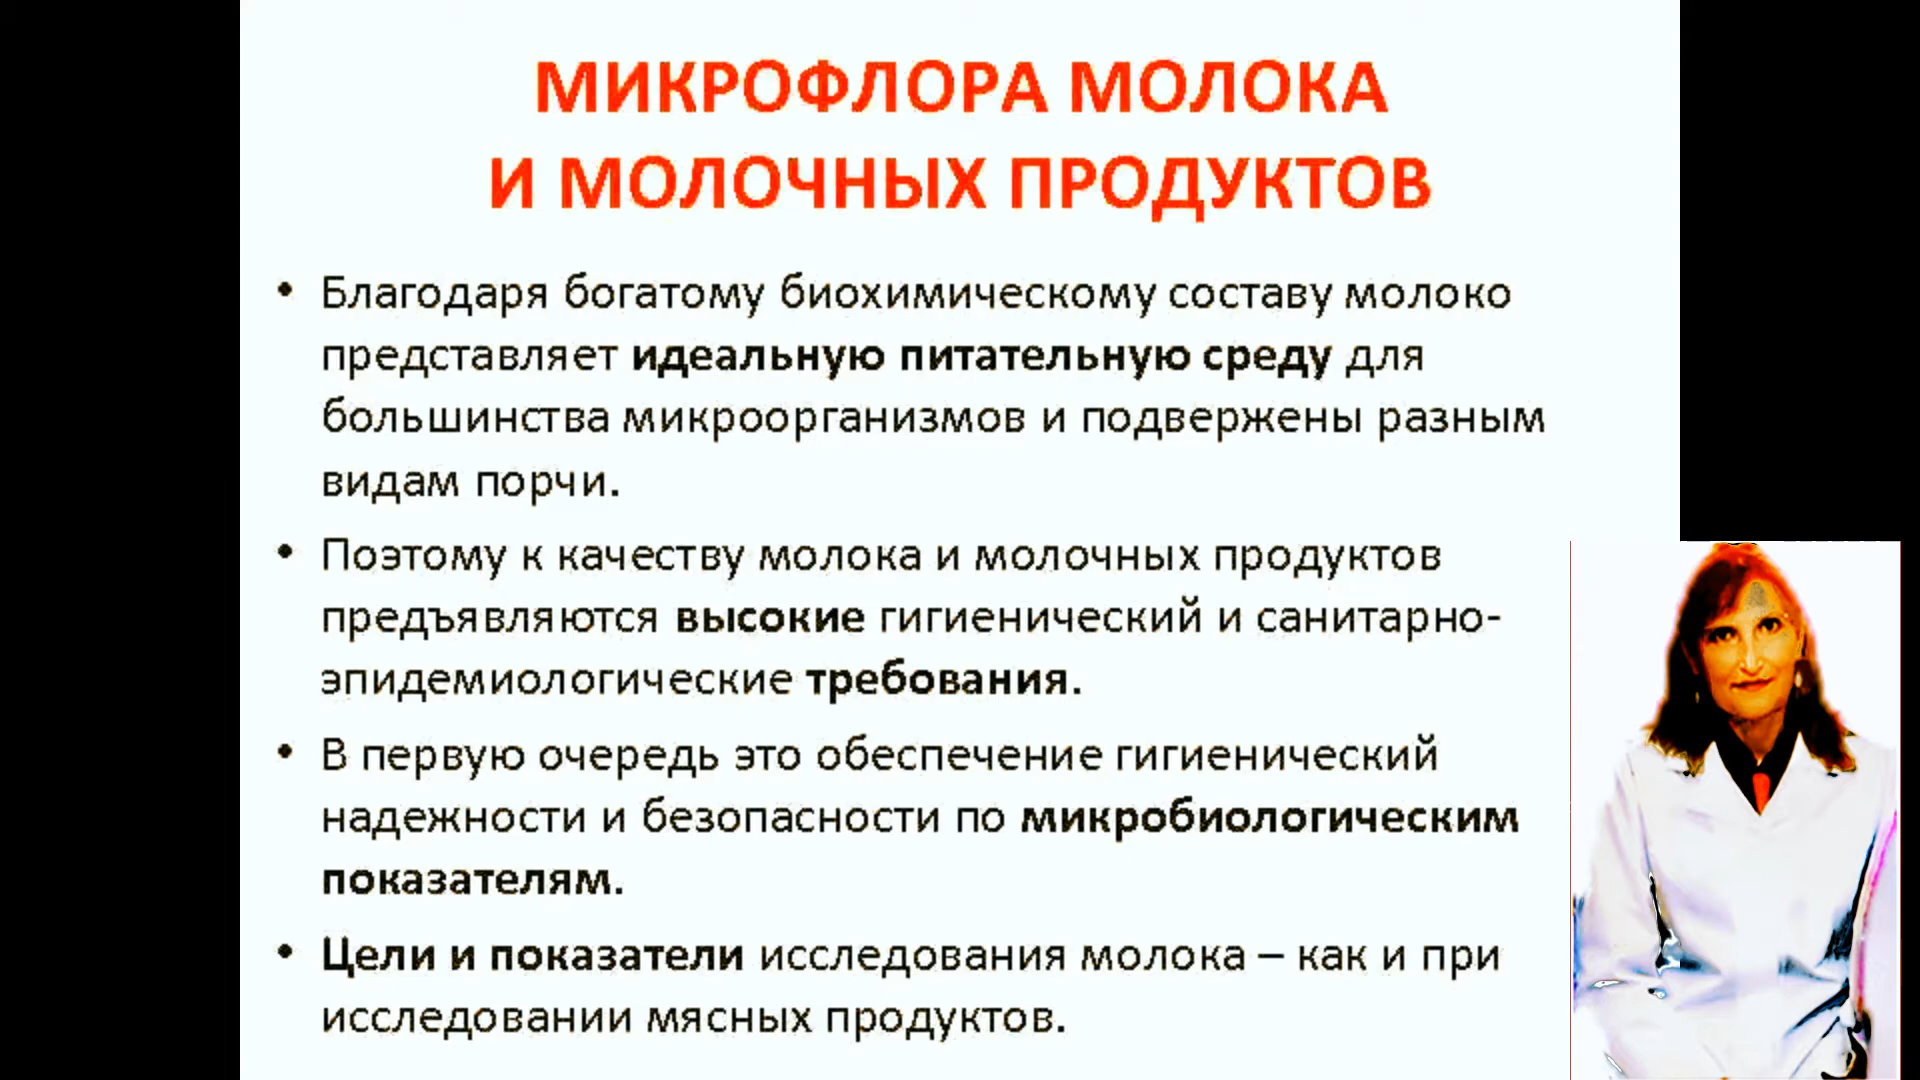 МИКРОФЛОРА МОЛОКА
И МОЛОЧНЫХ ПРОДУКТОВ
• Благодаря богатому биохимическому составу молоко
представляет идеальную питательную среду для
большинства микроорганизмов и подвержены разным
видам порчи.
• Поэтому к качеству молока и молочных продуктов
предъявляются высокие гигиенический и санитарно-
эпидемиологические требования.
• В первую очередь это обеспечение гигиенический
надежности и безопасности по микробиологическим
показателям.
• Цели и показатели исследования молока – как и при
исследовании мясных продуктов.